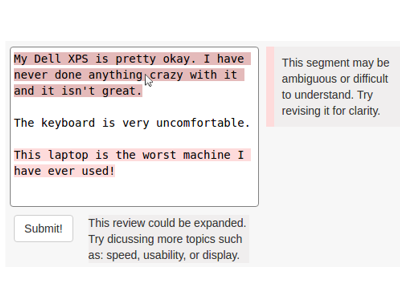 My Dell XPS is pretty okay. I have
never done anything crazy with it
and it isn't great.
The keyboard is very uncomfortable.
This laptop is the worst machine I
have ever used!
This segment may be
ambiguous or difficult
to understand. Try
revising it for clarity.
Submit!
This review could be expanded.
Try dicussing more topics such
as: speed, usability, or display.